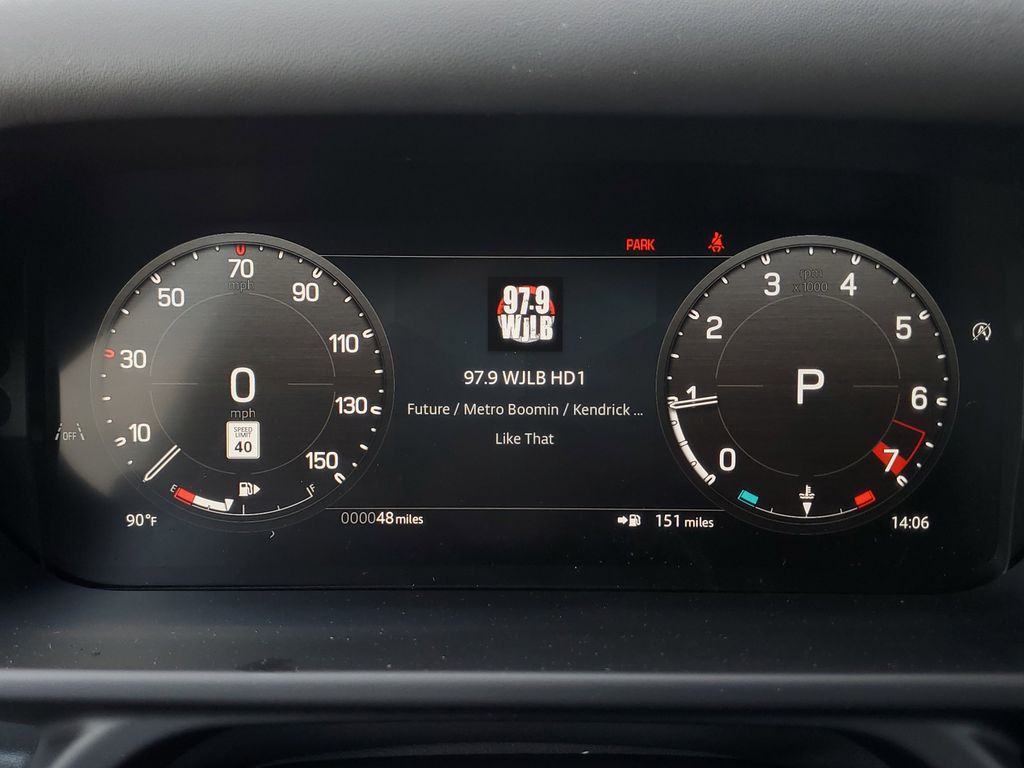 PARK
70
mph
50
90
30
110
0
mph
130
10
SPEED
LIMIT
40
150
E
F
OFF
90°F
000048 miles
97.9
WJLB
97.9 WJLB HD1
Future / Metro Boomin / Kendrick ...
Like That
151 miles
rpm
x1000
3
4
2
5
1
P
6
0
7
14:06